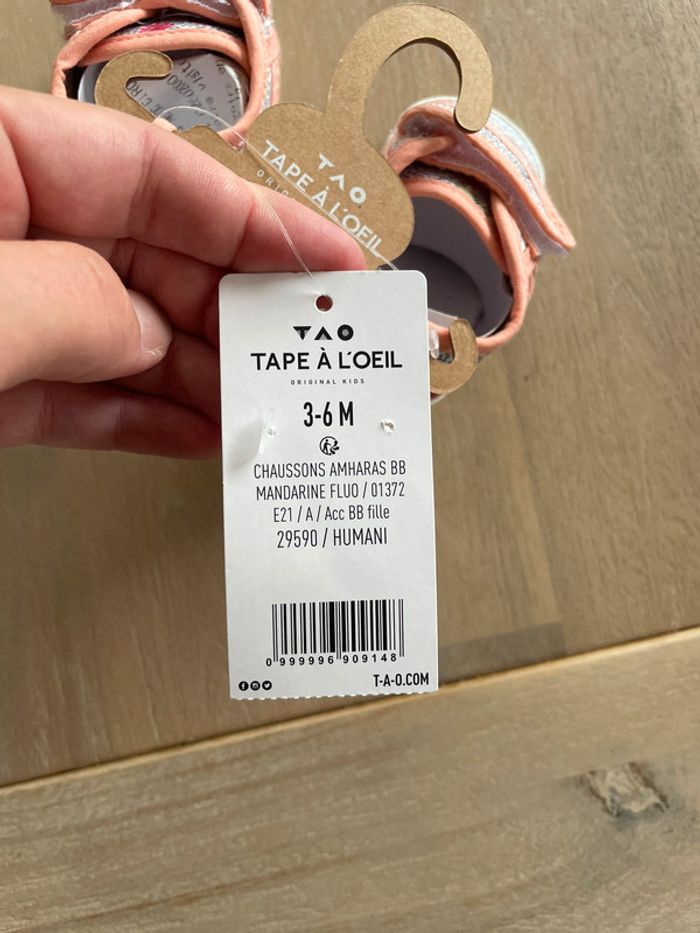 TAO
TAPE À L'OEIL
TAO
TAPE À L'OEIL
ORIGINAL KIDS
3-6 M
CHAUSSONS AMHARAS BB
MANDARINE FLUO / 01372
E21 / A / Acc BB fille
29590 / HUMANI
0 999996 909148
T-A-O.COM